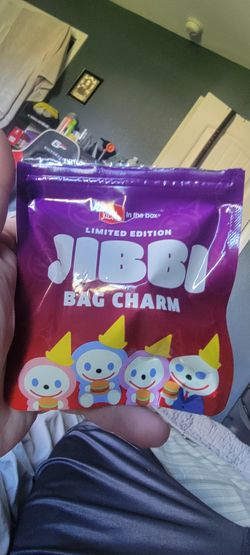 in the box
LIMITED EDITION
JIBBI
BAG CHARM